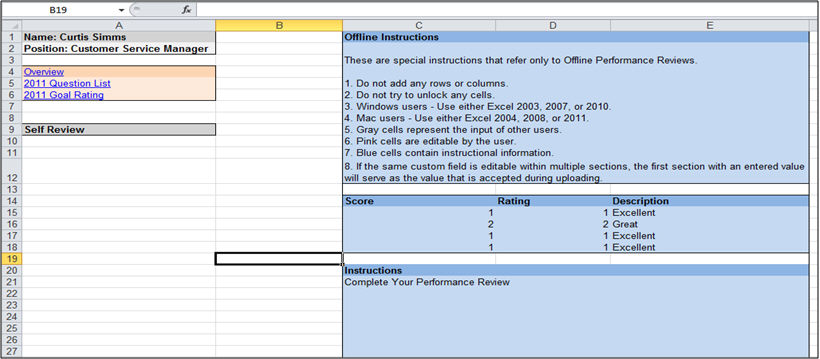 B19 fx
A B C D E
1 Name: Curtis Simms Offline Instructions
2 Position: Customer Service Manager
3 These are special instructions that refer only to Offline Performance Reviews.
4 Overview
5 2011 Question List 1. Do not add any rows or columns.
6 2011 Goal Rating 2. Do not try to unlock any cells.
7 3. Windows users - Use either Excel 2003, 2007, or 2010.
8 4. Mac users - Use either Excel 2004, 2008, or 2011.
9 Self Review 5. Gray cells represent the input of other users.
10 6. Pink cells are editable by the user.
11 7. Blue cells contain instructional information.
8. If the same custom field is editable within multiple sections, the first section with an entered value
12 will serve as the value that is accepted during uploading.
13
14 Score Rating Description
15 1 1 Excellent
16 2 2 Great
17 1 1 Excellent
18 1 1 Excellent
19
20 Instructions
21 Complete Your Performance Review
22
23
24
25
26
27